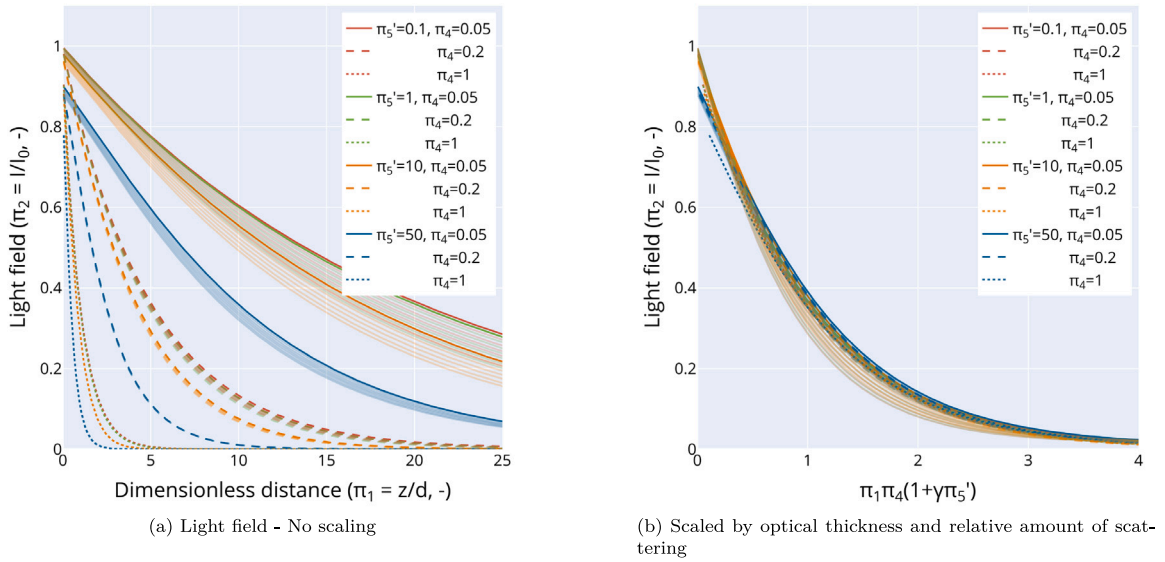 1
0.8
0.6
0.4
0.2
0
Light field (π₂ = I/I₀, -)
π₅'=0.1, π₄=0.05
π₄=0.2
π₄=1
π₅'=1, π₄=0.05
π₄=0.2
π₄=1
π₅'=10, π₄=0.05
π₄=0.2
π₄=1
π₅'=50, π₄=0.05
π₄=0.2
π₄=1
0 5 10 15 20 25
Dimensionless distance (π₁ = z/d, -)
(a) Light field - No scaling
1
0.8
0.6
0.4
0.2
0
Light field (π₂ = I/I₀, -)
π₅'=0.1, π₄=0.05
π₄=0.2
π₄=1
π₅'=1, π₄=0.05
π₄=0.2
π₄=1
π₅'=10, π₄=0.05
π₄=0.2
π₄=1
π₅'=50, π₄=0.05
π₄=0.2
π₄=1
0 1 2 3 4
π₁π₄(1+γπ₅')
(b) Scaled by optical thickness and relative amount of scat-
tering